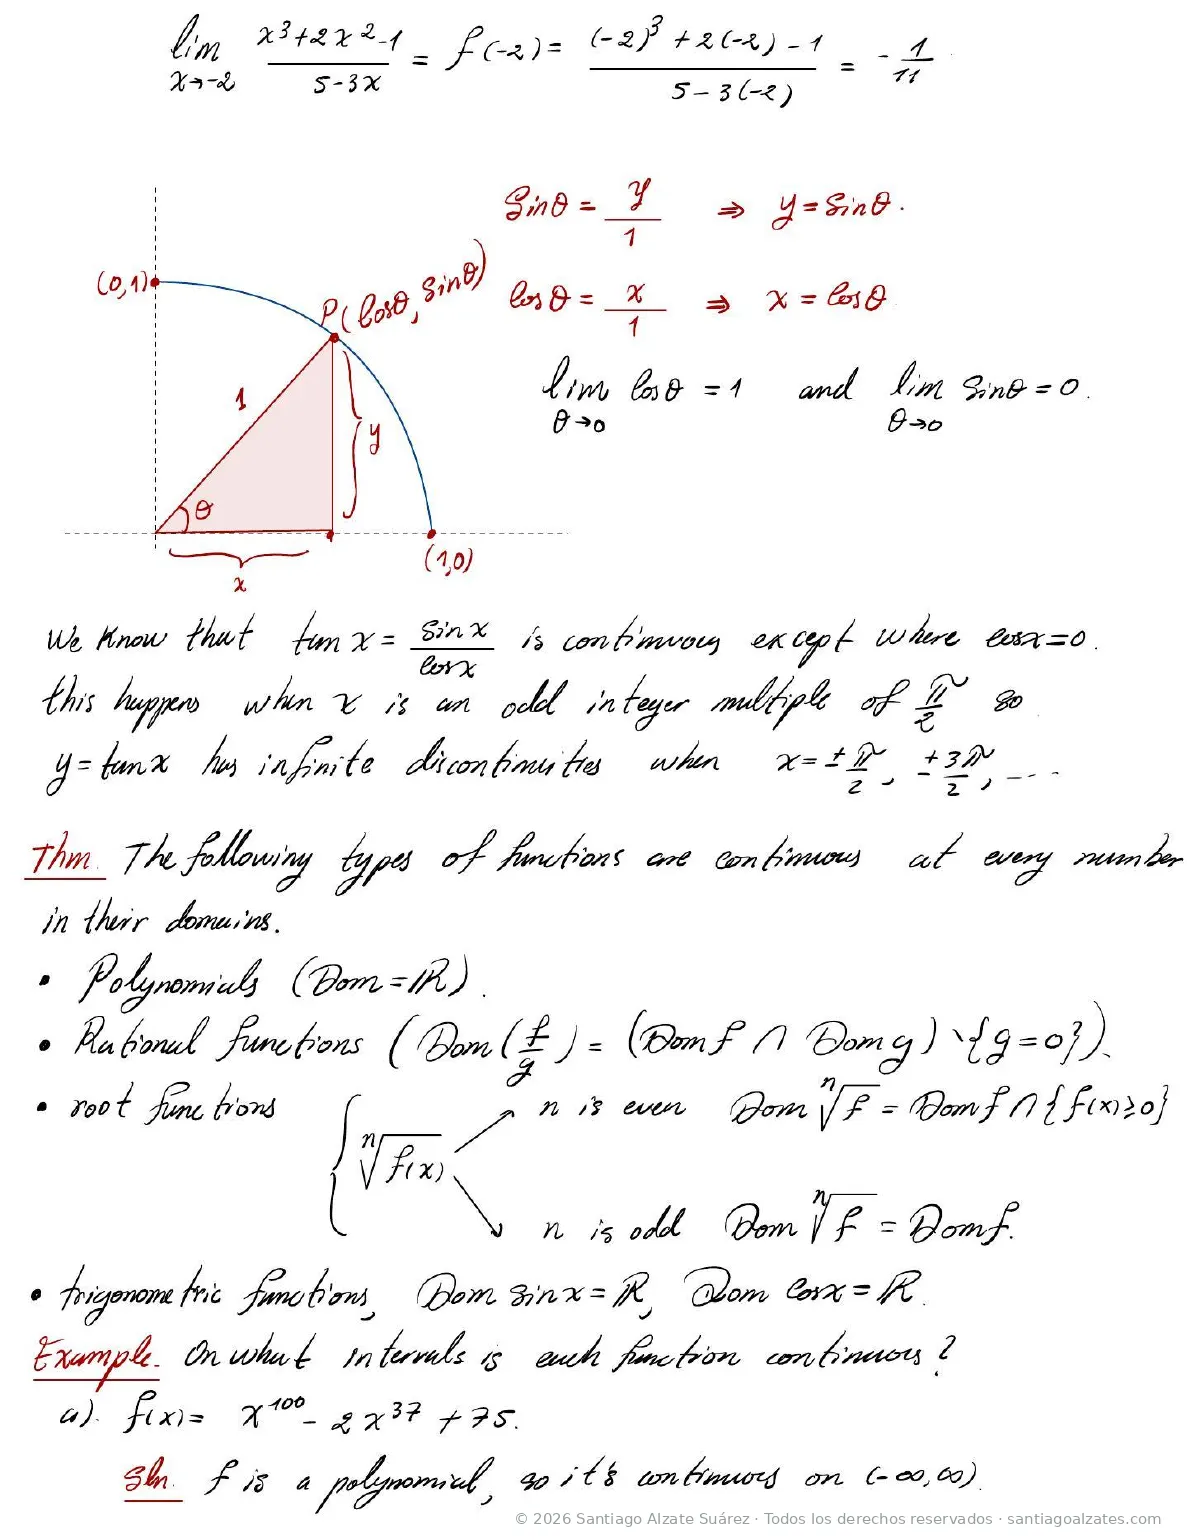 lim x→-2 (x³+2x²-1)/(5-3x) = f(-2) = ((-2)³ + 2(-2) - 1)/(5-3(-2)) = -1/11
Sinθ = y/1 ⇒ y = Sinθ.
(0,1)
P(Cosθ, Sinθ)
Cosθ = x/1 ⇒ x = Cosθ
lim θ→0 Cosθ = 1 and lim θ→0 Sinθ = 0.
1
y
θ
x
(1,0)
We Know that tan x = Sin x/Cos x is continuous except where Cosx=0.
this happens when x is an odd integer multiple of π/2 so
y = tan x has infinite discontinuities when x = ±π/2, ±3π/2, ....
Thm. The following types of functions are continuous at every number
in their domains.
• Polynomials (Dom = ℝ).
• Rational functions (Dom(f/g) = (Dom f ∩ Dom g) \ {g=0}).
• root functions { ⁿ√f(x)
n is even Dom ⁿ√f = Dom f ∩ {f(x)≥0}
n is odd Dom ⁿ√f = Dom f.
• trigonometric functions, Dom Sin x = ℝ, Dom Cosx = ℝ.
Example. On what intervals is each function continuous?
a). f(x) = x¹⁰⁰ - 2x³⁷ + 75.
Sln. f is a polynomial, so it's continuous on (-∞,∞).
© 2026 Santiago Alzate Suárez · Todos los derechos reservados · santiagoalzates.com